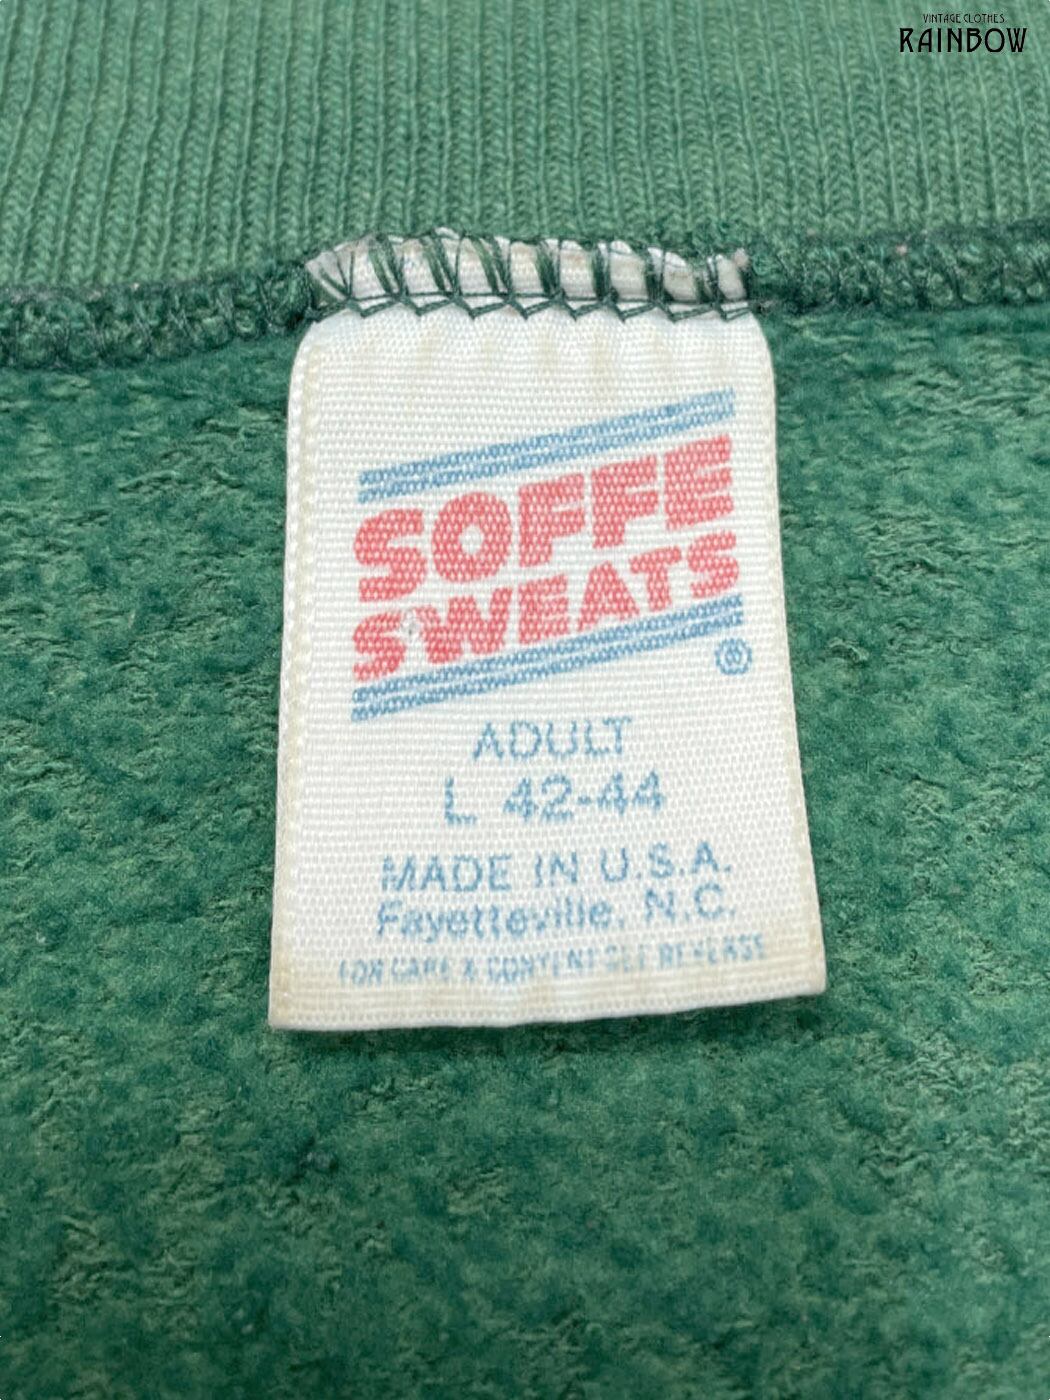 VINTAGE CLOTHES
RAINBOW
SOFFE
SWEATS
®
ADULT
L 42-44
MADE IN U.S.A.
Fayetteville, N.C.
FOR CARE & CONTENT SEE REVERSE